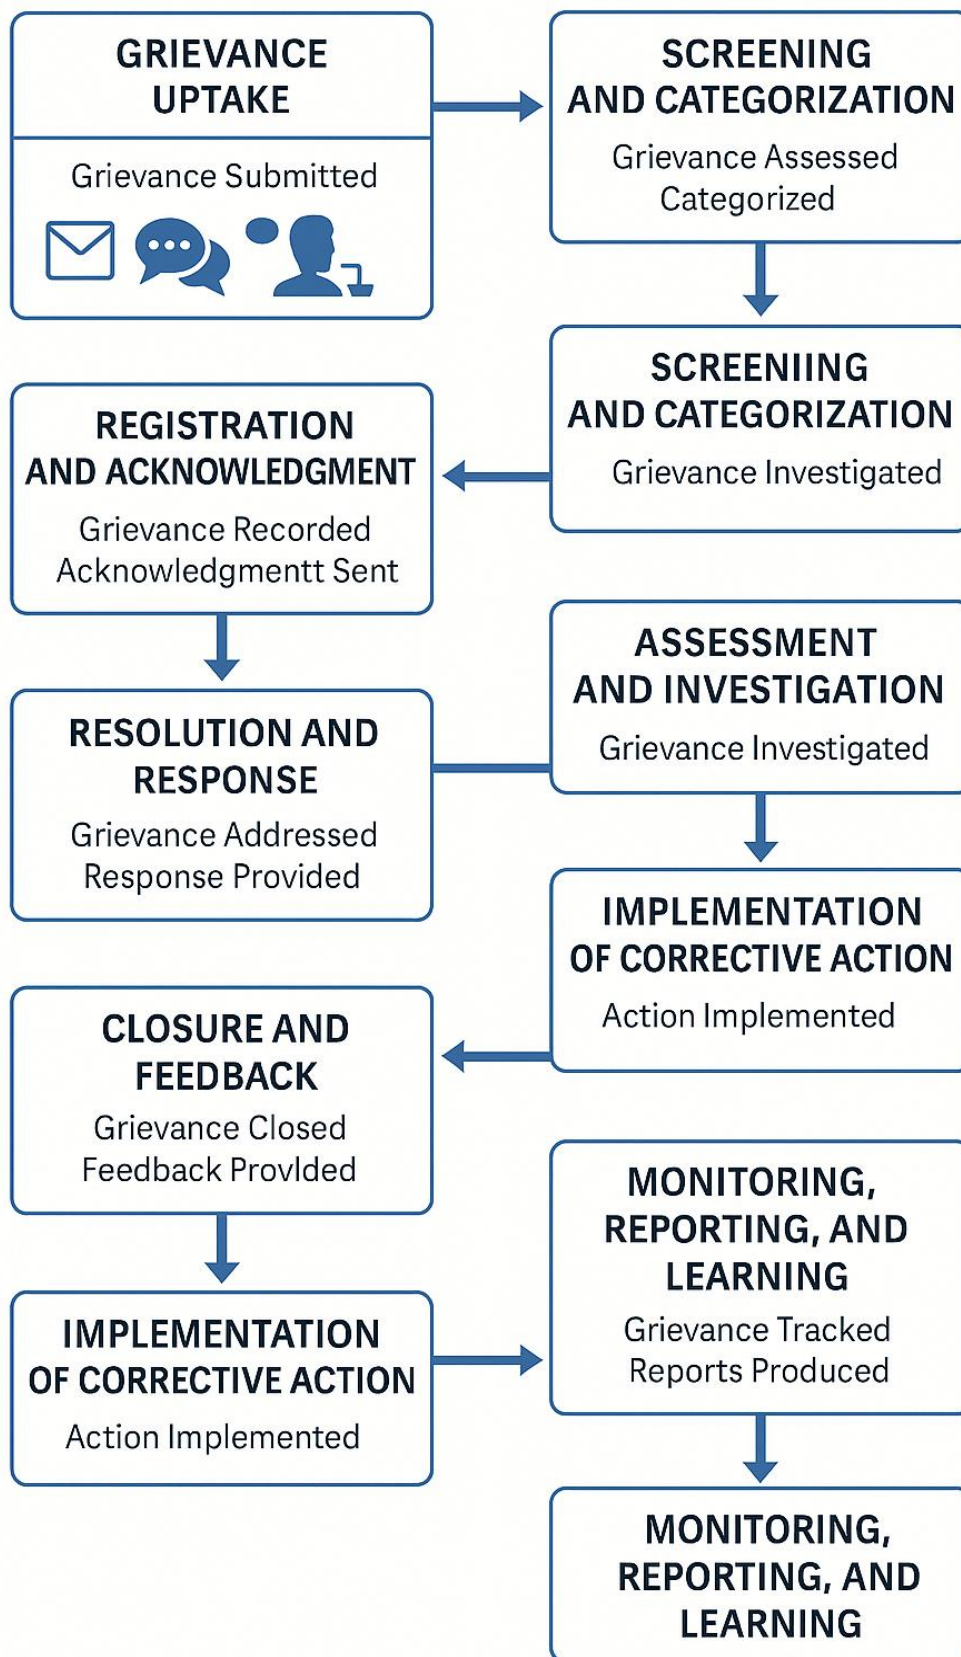 GRIEVANCE
UPTAKE
Grievance Submitted
SCREENING
AND CATEGORIZATION
Grievance Assessed
Categorized
SCREENIING
AND CATEGORIZATION
Grievance Investigated
REGISTRATION
AND ACKNOWLEDGMENT
Grievance Recorded
Acknowledgmentt Sent
RESOLUTION AND
RESPONSE
Grievance Addressed
Response Provided
ASSESSMENT
AND INVESTIGATION
Grievance Investigated
IMPLEMENTATION
OF CORRECTIVE ACTION
Action Implemented
CLOSURE AND
FEEDBACK
Grievance Closed
Feedback Provlded
IMPLEMENTATION
OF CORRECTIVE ACTION
Action Implemented
MONITORING,
REPORTING, AND
LEARNING
Grievance Tracked
Reports Produced
MONITORING,
REPORTING, AND
LEARNING